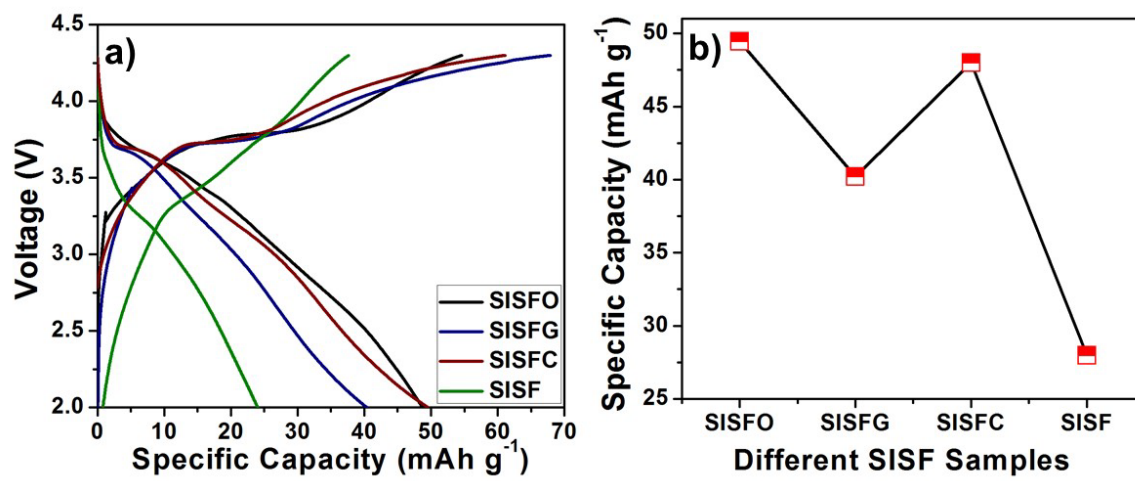 a)
4.5
4.0
3.5
3.0
2.5
2.0
Voltage (V)
0 10 20 30 40 50 60 70
Specific Capacity (mAh g⁻¹)
SISFO
SISFG
SISFC
SISF
b)
50
45
40
35
30
25
Specific Capacity (mAh g⁻¹)
SISFO SISFG SISFC SISF
Different SISF Samples